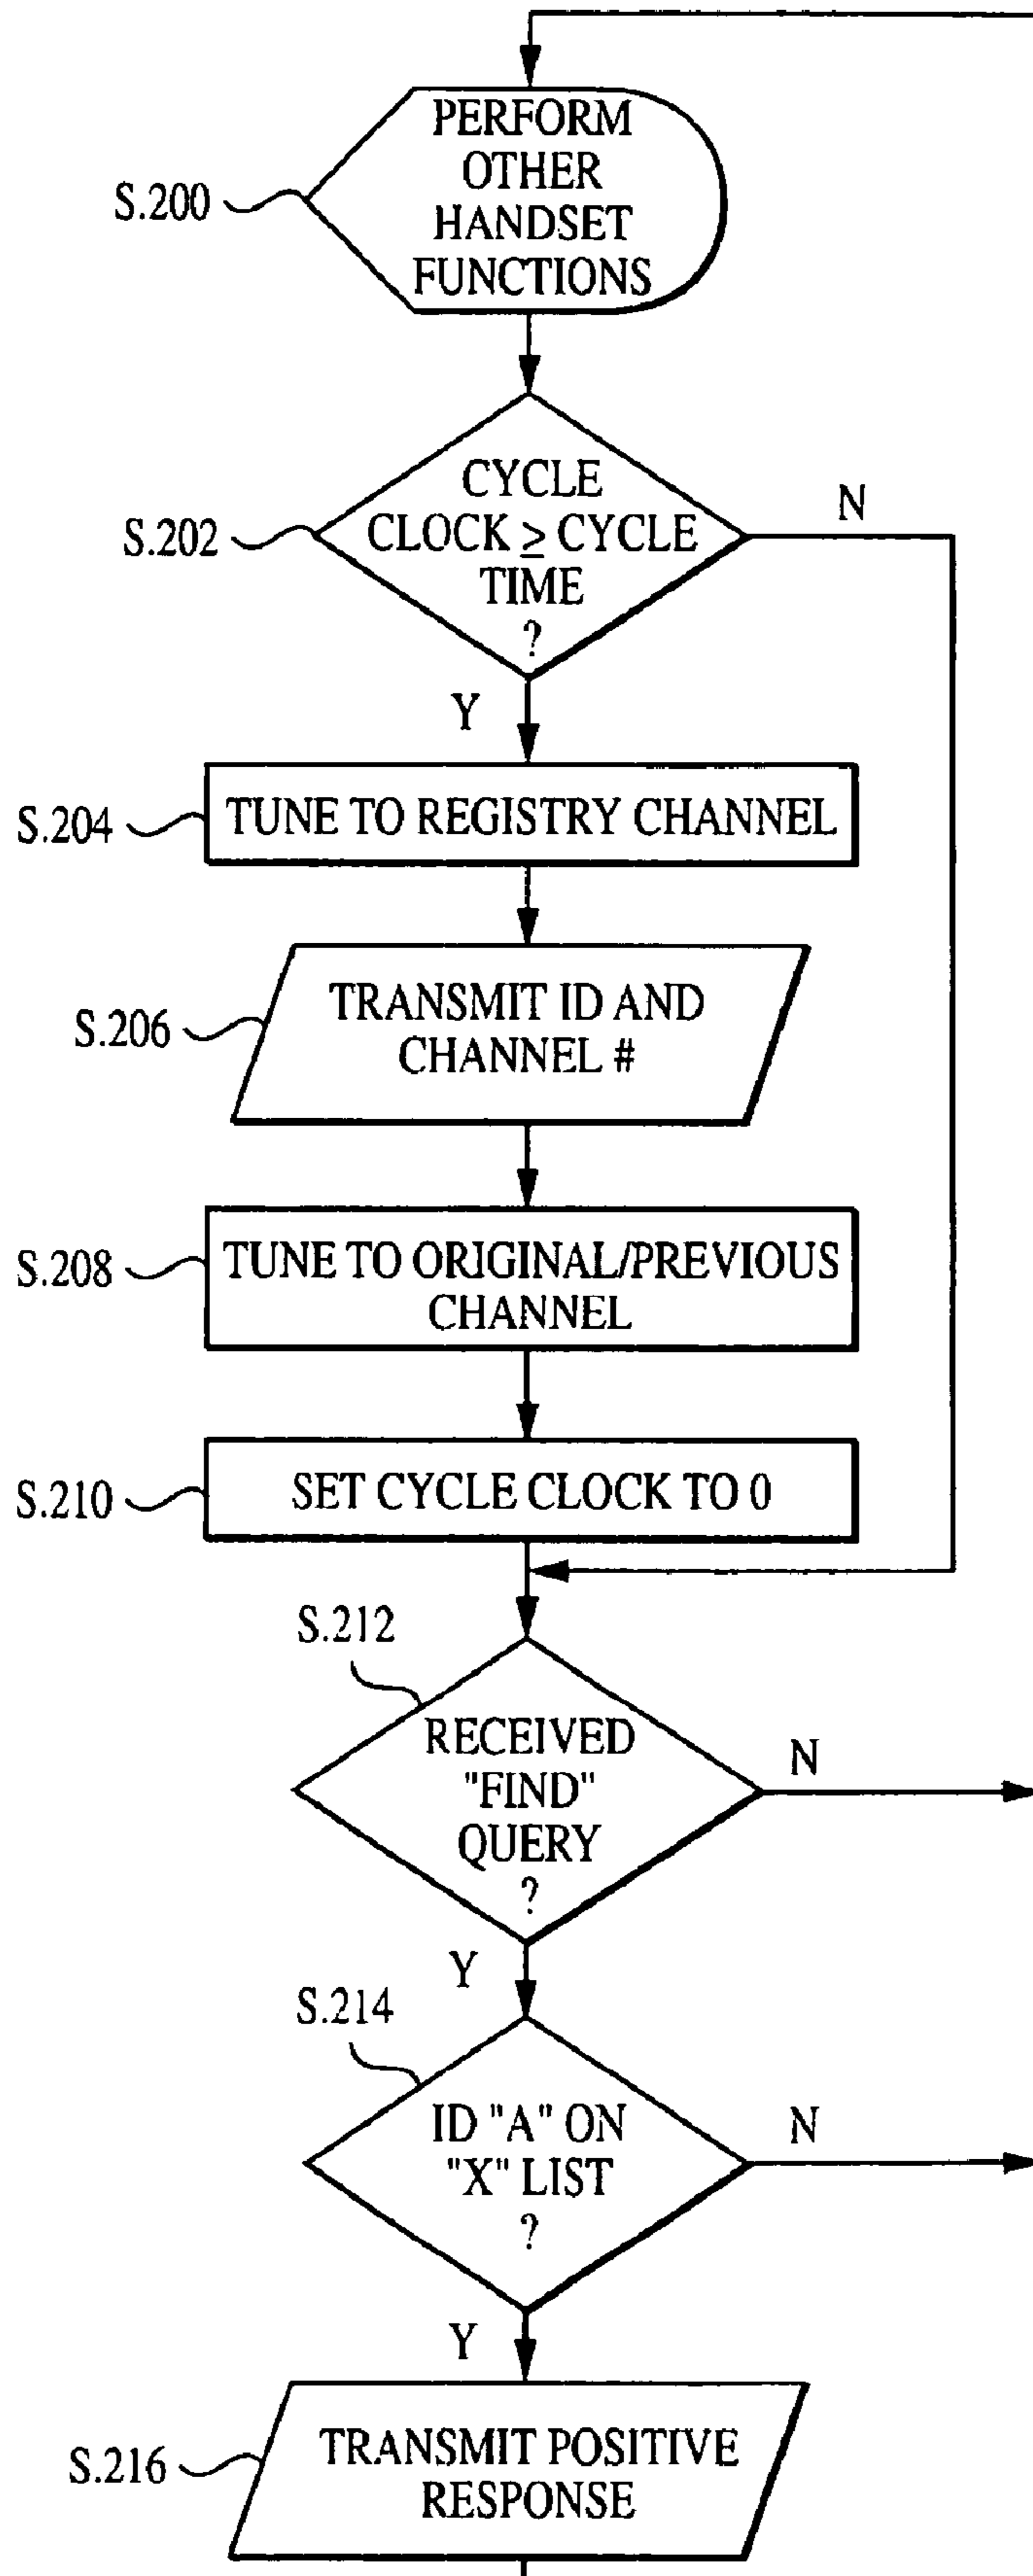 PERFORM
OTHER
HANDSET
FUNCTIONS
S.200
CYCLE
CLOCK ≥ CYCLE
TIME
?
S.202
N
Y
TUNE TO REGISTRY CHANNEL
S.204
TRANSMIT ID AND
CHANNEL #
S.206
TUNE TO ORIGINAL/PREVIOUS
CHANNEL
S.208
SET CYCLE CLOCK TO 0
S.210
S.212
RECEIVED
"FIND"
QUERY
?
N
Y
S.214
ID "A" ON
"X" LIST
?
N
Y
TRANSMIT POSITIVE
RESPONSE
S.216